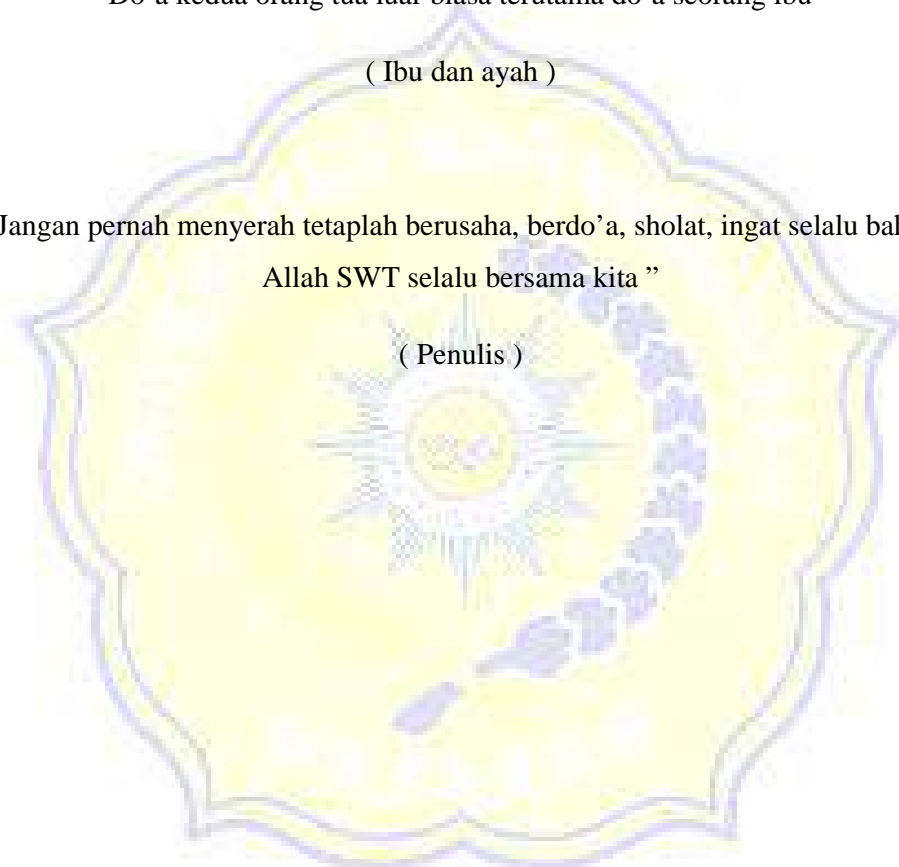 Do’a kedua orang tua luar biasa terutama do’a seorang ibu
( Ibu dan ayah )
Jangan pernah menyerah tetaplah berusaha, berdo’a, sholat, ingat selalu bah
Allah SWT selalu bersama kita ”
( Penulis )